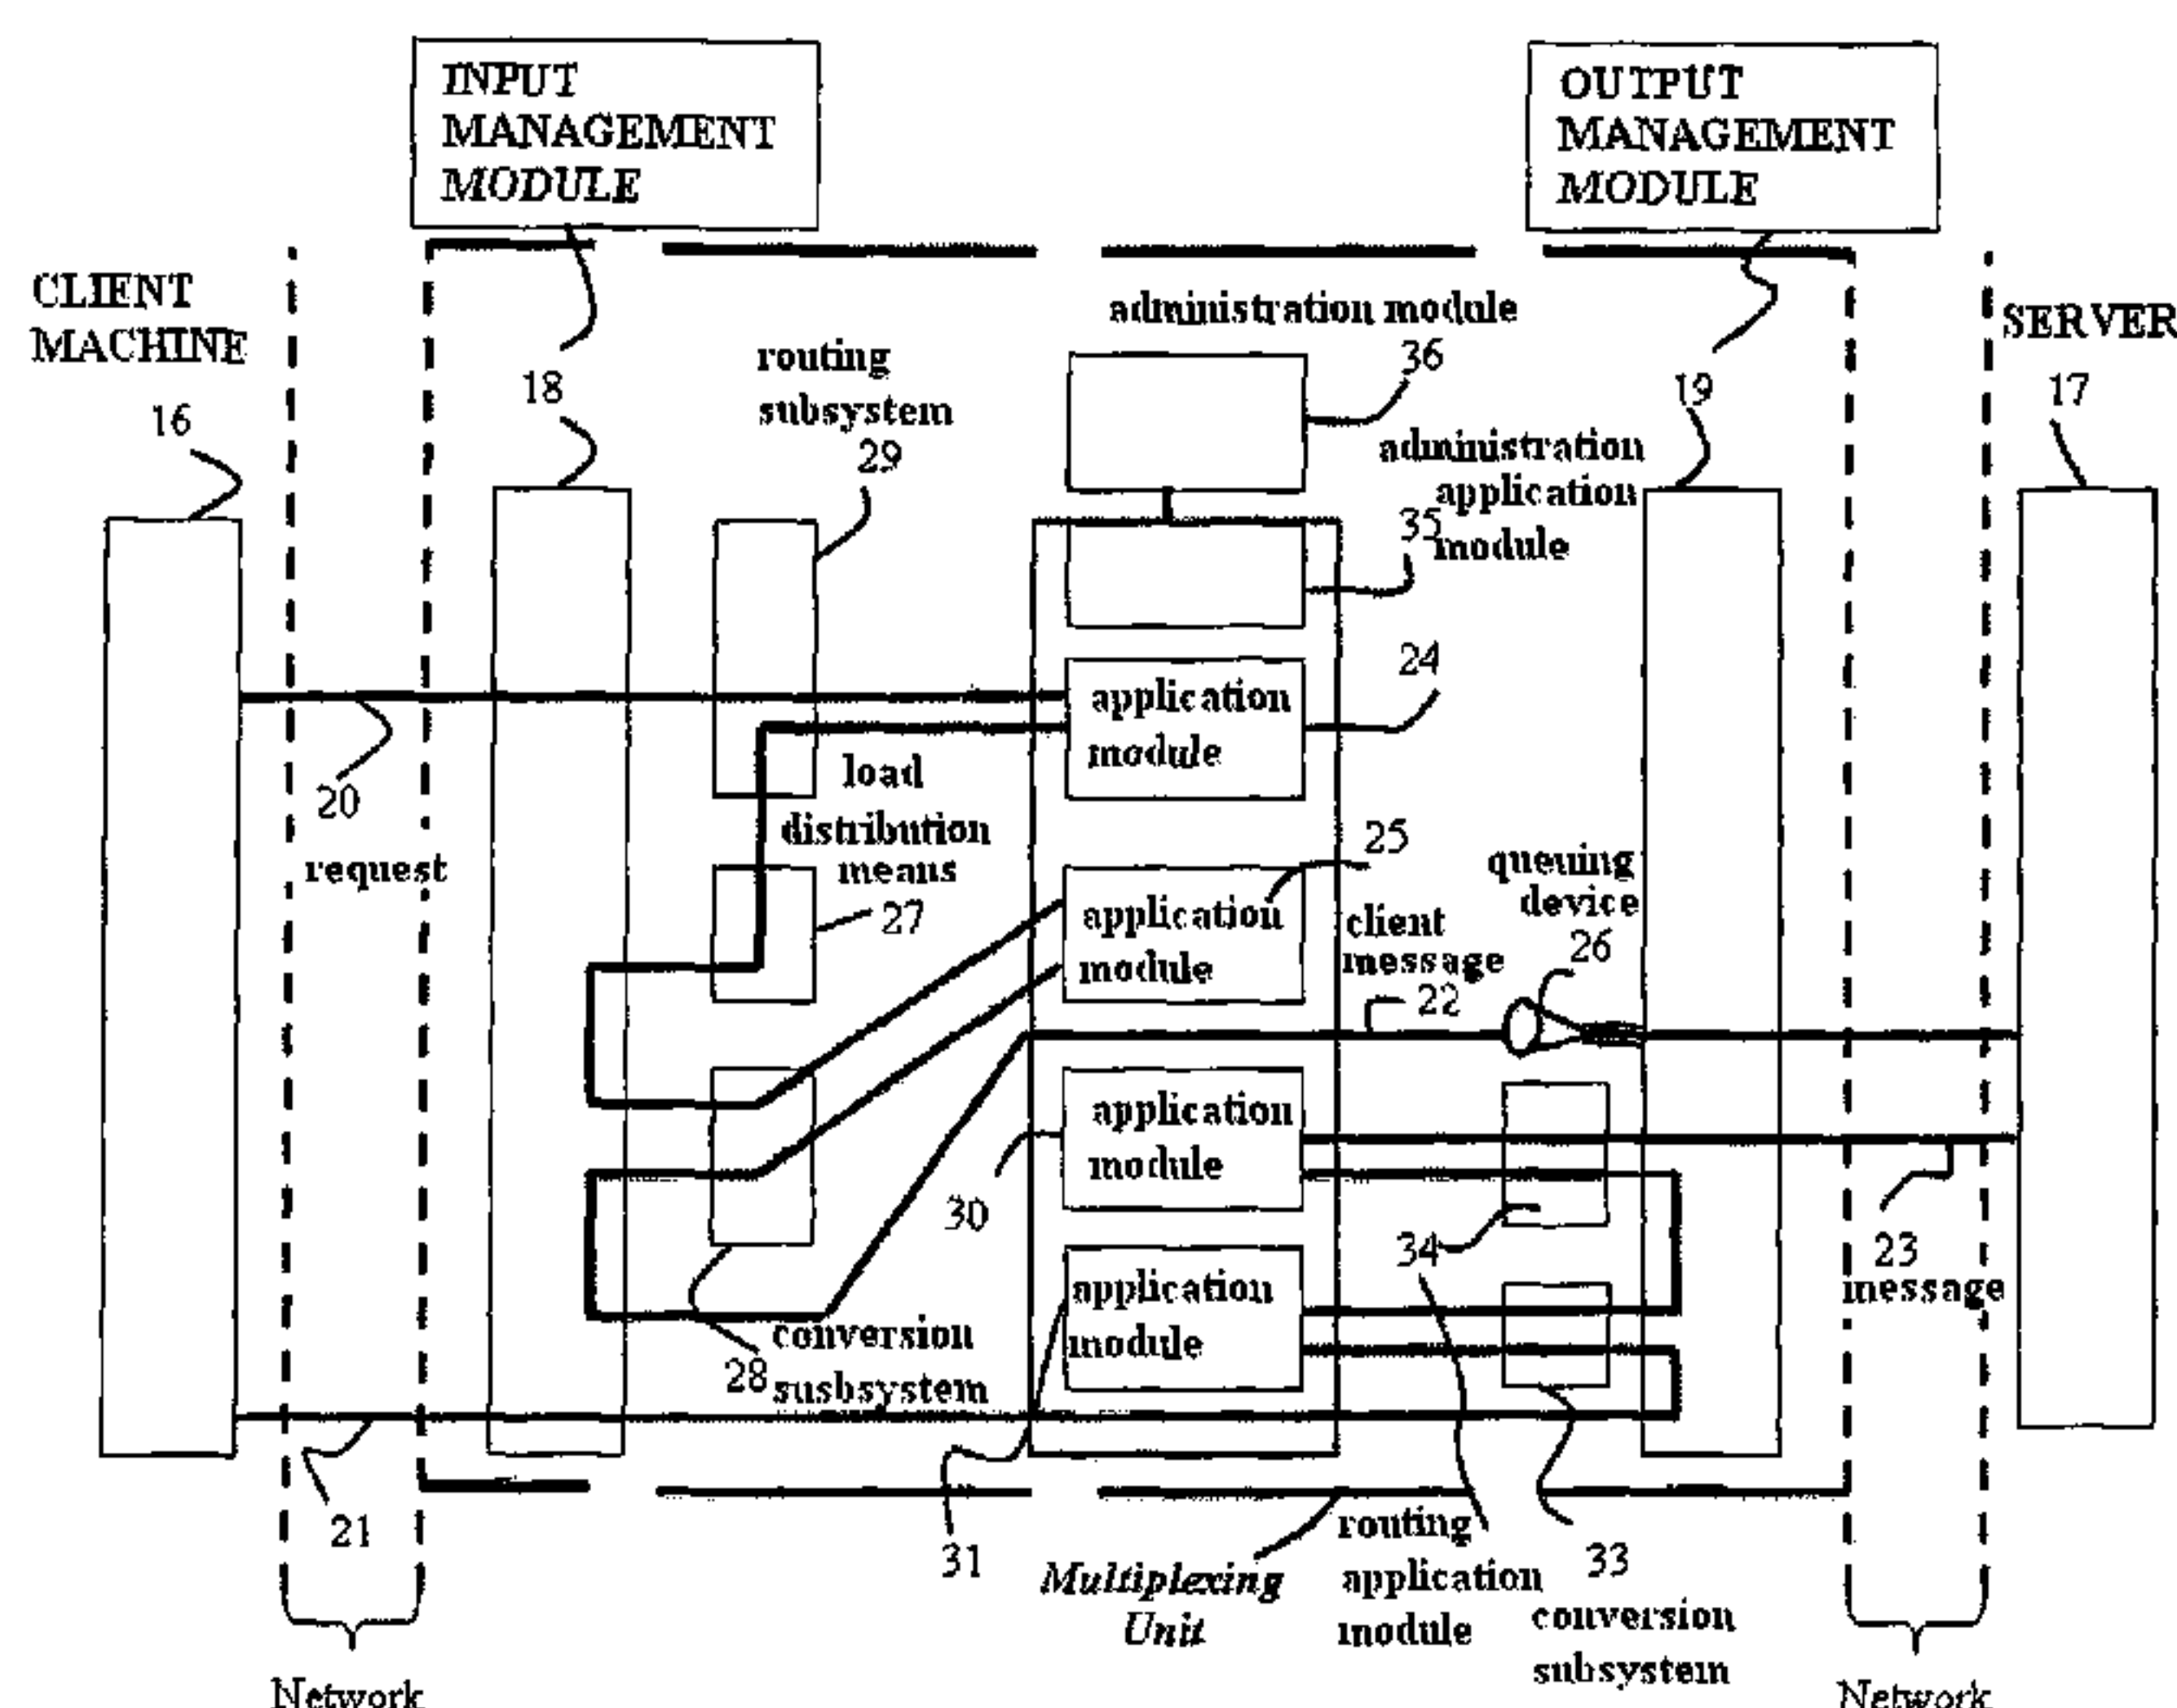 INPUT
MANAGEMENT
MODULE
OUTPUT
MANAGEMENT
MODULE
CLIENT
MACHINE
16
18
routing
subsystem
29
administration module
36
administration
application
35
module
19
SERVER
17
20
request
load
distribution
means
27
application
module
24
application
module
25
client
message
22
queuing
device
26
application
module
30
application
module
34
23
message
28
conversion
susbsystem
21
31
Multiplexing
Unit
routing
application
module
33
conversion
subsystem
Network
Network